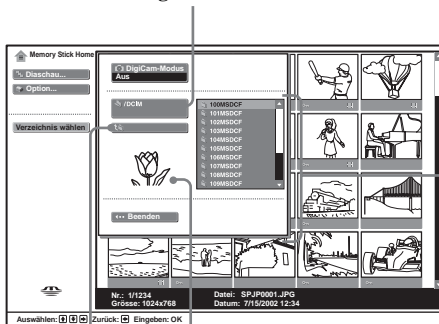 Memory Stick Home
Diaschau...
Option...
Verzeichnis wählen
DigiCam-Modus
Aus
/DCIM
100MSDCF
101MSDCF
102MSDCF
103MSDCF
104MSDCF
105MSDCF
106MSDCF
107MSDCF
108MSDCF
109MSDCF
Beenden
Nr.: 1/1234
Grösse: 1024x768
Datei: SPJP0001.JPG
Datum: 7/15/2002 12:34
Auswählen: Zurück: Eingeben: OK